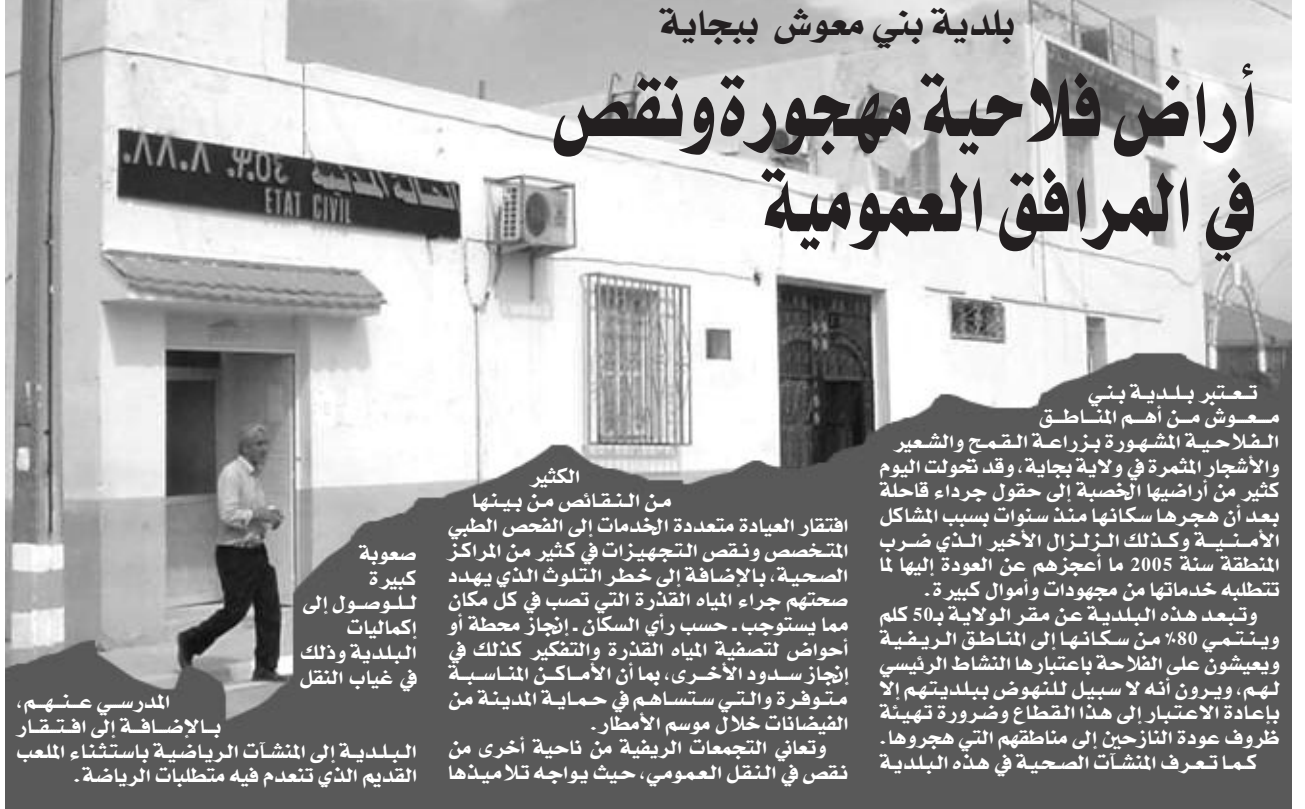 بلدية بني معوش ببجاية
أراض فلاحية مهجورة ونقص
في المرافق العمومية
الحالة المدنية
ETAT CIVIL
تعتبر بلدية بني
معوش من أهم المناطق
الفلاحية المشهورة بزراعة القمح والشعير
والأشجار المثمرة في ولاية بجاية، وقد تحولت اليوم
كثير من أراضيها الخصبة إلى حقول جرداء قاحلة
بعد أن هجرها سكانها منذ سنوات بسبب المشاكل
الأمنية وكذلك الزلزال الأخير الذي ضرب
المنطقة سنة 2005 ما أعجزهم عن العودة إليها لما
تتطلبه خدماتها من مجهودات وأموال كبيرة.
وتبعد هذه البلدية عن مقر الولاية بـ50 كلم
وينتمي 80% من سكانها إلى المناطق الريفية
ويعيشون على الفلاحة باعتبارها النشاط الرئيسي
لهم، ويرون أنه لا سبيل للنهوض ببلديتهم إلا
بإعادة الاعتبار إلى هذا القطاع وضرورة تهيئة
ظروف عودة النازحين إلى مناطقهم التي هجروها.
كما تعرف المنشآت الصحية في هذه البلدية
الكثير
من النقائص من بينها
افتقار العيادة متعددة الخدمات إلى الفحص الطبي
المتخصص ونقص التجهيزات في كثير من المراكز
الصحية، بالإضافة إلى خطر التلوث الذي يهدد
صحتهم جراء المياه القذرة التي تصب في كل مكان
مما يستوجب ـ حسب رأي السكان ـ إنجاز محطة أو
أحواض لتصفية المياه القذرة والتفكير كذلك في
إنجاز سدود الأخرى، بما أن الأماكن المناسبة
متوفرة والتي ستساهم في حماية المدينة من
الفيضانات خلال موسم الأمطار.
وتعاني التجمعات الريفية من ناحية أخرى من
نقص في النقل العمومي، حيث يواجه تلاميذها
صعوبة
كبيرة
للوصول إلى
إكماليات
البلدية وذلك
في غياب النقل
المدرسي عنهم،
بالإضافة إلى افتقار
البلدية إلى المنشآت الرياضية باستثناء الملعب
القديم الذي تنعدم فيه متطلبات الرياضة.